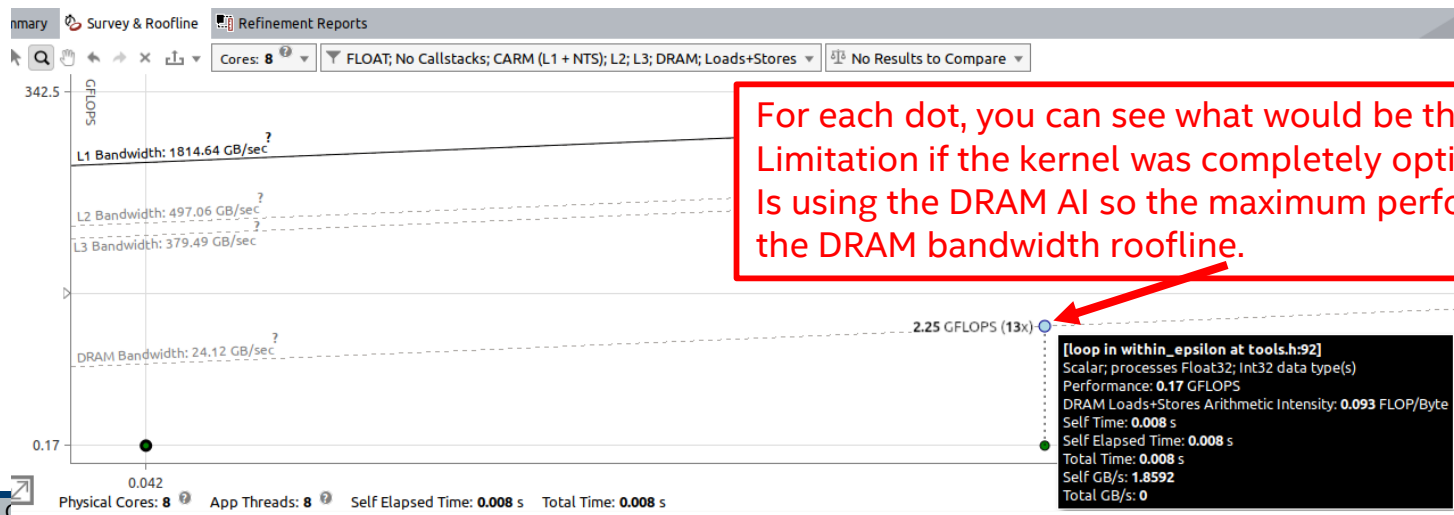 Survey & Roofline Refinement Reports
Cores: 8 FLOAT; No Callstacks; CARM (L1 + NTS); L2; L3; DRAM; Loads+Stores No Results to Compare
342.5
GFLOPS
L1 Bandwidth: 1814.64 GB/sec ?
L2 Bandwidth: 497.06 GB/sec ?
L3 Bandwidth: 379.49 GB/sec ?
For each dot, you can see what would be
Limitation if the kernel was completely
Is using the DRAM AI so the maximum
the DRAM bandwidth roofline.
2.25 GFLOPS (13x)
DRAM Bandwidth: 24.12 GB/sec ?
[loop in within_epsilon at tools.h:92]
Scalar; processes Float32; Int32 data type(s)
Performance: 0.17 GFLOPS
DRAM Loads+Stores Arithmetic Intensity: 0.093 FLOP/Byte
Self Time: 0.008 s
Self Elapsed Time: 0.008 s
Total Time: 0.008 s
Self GB/s: 1.8592
Total GB/s: 0
0.17
0.042
Physical Cores: 8 App Threads: 8 Self Elapsed Time: 0.008 s Total Time: 0.008 s